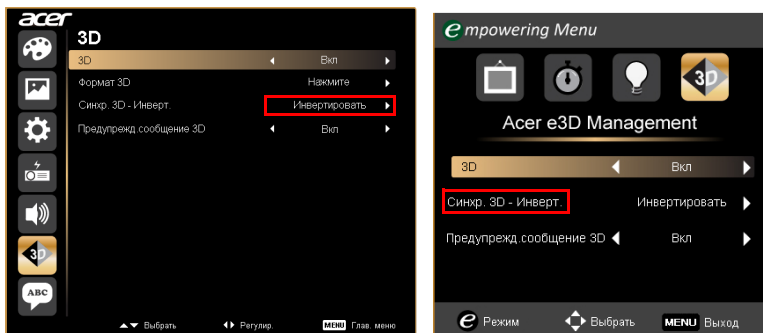 acer
3D
3D Вкл
Формат 3D Нажмите
Синхр. 3D - Инверт. Инвертировать
Предупрежд.сообщение 3D Вкл
3D
ABC
Выбрать Регулир. MENU Глав. меню
empowering Menu
3D
Acer e3D Management
3D Вкл
Синхр. 3D - Инверт. Инвертировать
Предупрежд.сообщение 3D Вкл
e Режим Выбрать MENU Выход